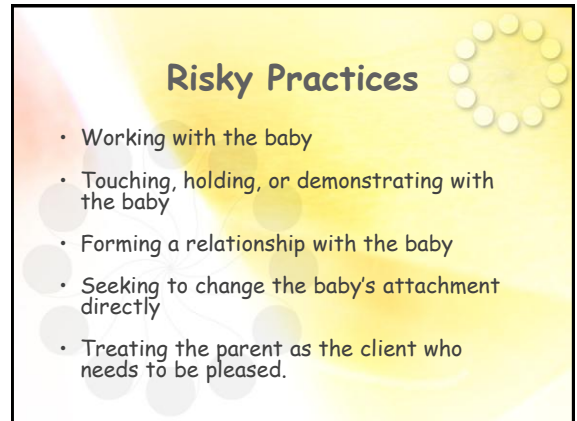 Risky Practices
• Working with the baby
• Touching, holding, or demonstrating with
the baby
• Forming a relationship with the baby
• Seeking to change the baby's attachment
directly
• Treating the parent as the client who
needs to be pleased.